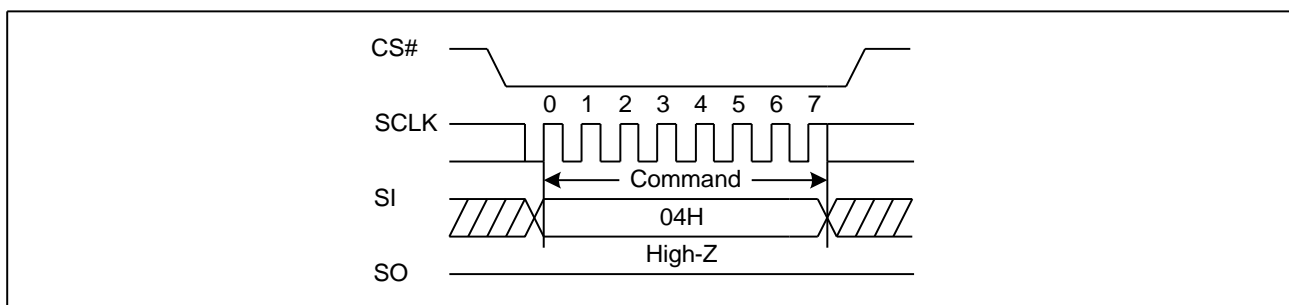 CS#
0 1 2 3 4 5 6 7
SCLK
Command
SI
04H
High-Z
SO